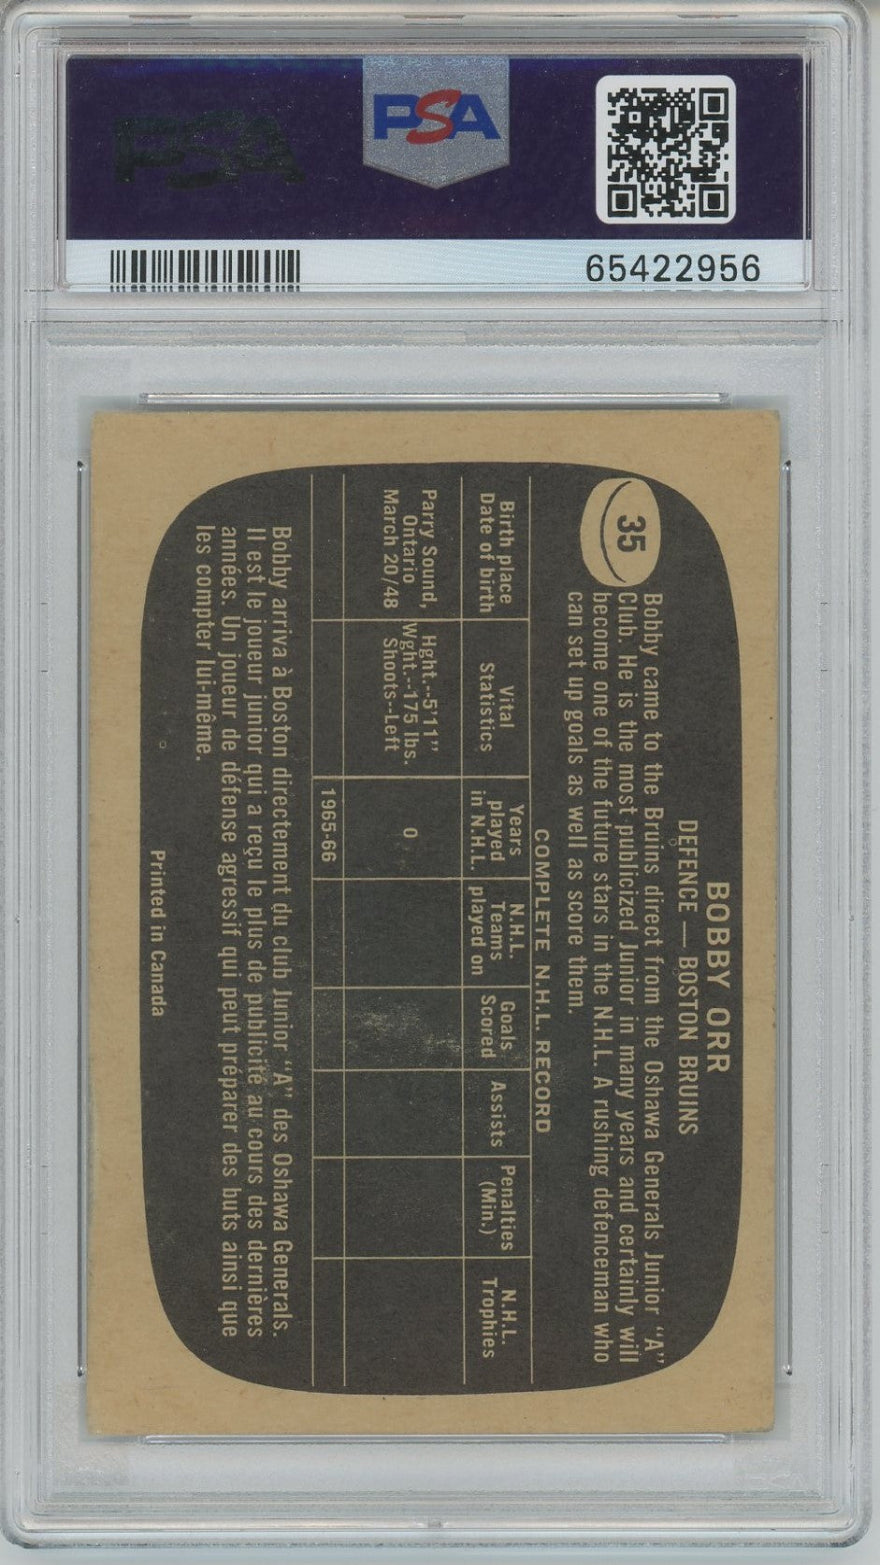 PSA
PSA
65422956
35
BOBBY ORR
DEFENCE — BOSTON BRUINS
Bobby came to the Bruins direct from the Oshawa Generals Junior "A"
Club. He is the most publicized Junior in many years and certainly will
become one of the future stars in the N.H.L. A rushing defenceman who
can set up goals as well as score them.
COMPLETE N.H.L. RECORD
Birth place
Date of birth
Vital
Statistics
Years
played
in N.H.L.
N.H.L.
Teams
played on
Goals
Scored
Assists
Penalties
(Min.)
N.H.L.
Trophies
Parry Sound,
Ontario
March 20/48
Hght.--5'11"
Wght.--175 lbs.
Shoots--Left
0
1965-66
Bobby arriva à Boston directement du club Junior "A" des Oshawa Generals.
Il est le joueur junior qui a reçu le plus de publicité au cours des dernières
années. Un joueur de défense agressif qui peut préparer des buts ainsi que
les compter lui-même.
Printed in Canada